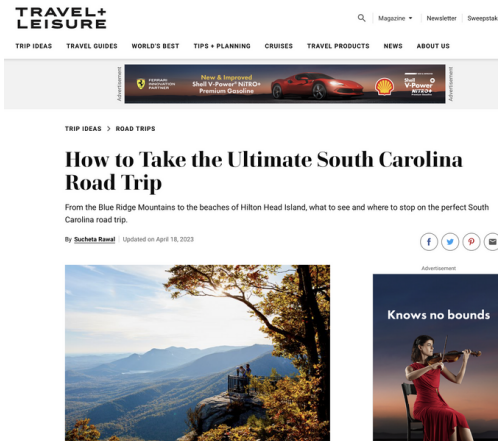 TRAVEL+
LEISURE
Magazine
Newsletter
TRIP IDEAS TRAVEL GUIDES WORLD'S BEST TIPS + PLANNING CRUISES TRAVEL PRODUCTS NEWS ABOUT US
Advertisement
FERRARI
INNOVATION
PARTNER
New & Improved
Shell V-Power® NiTRO+
Premium Gasoline
Shell
V-Power
NiTRO+
Advertisement
TRIP IDEAS > ROAD TRIPS
How to Take the Ultimate South Carolina
Road Trip
From the Blue Ridge Mountains to the beaches of Hilton Head Island, what to see and where to stop on the perfect South
Carolina road trip.
By Sucheta Rawal Updated on April 18, 2023
Advertisement
Knows no bounds